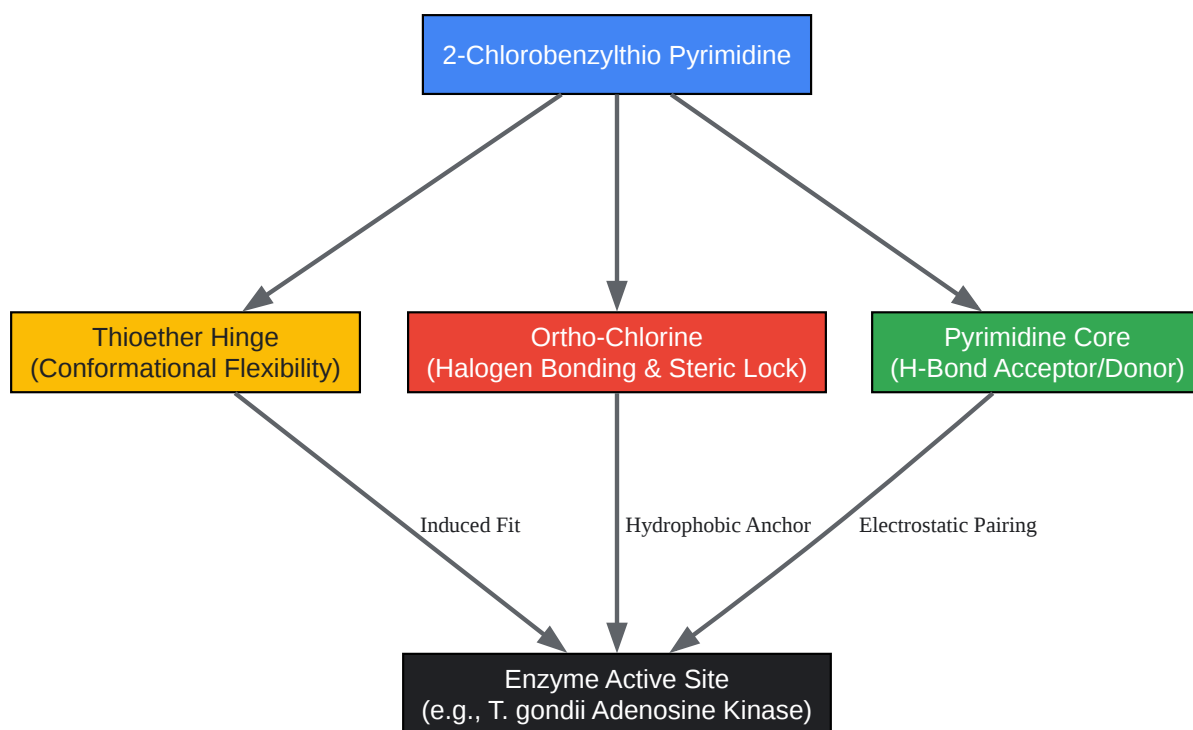 2-Chlorobenzylthio Pyrimidine
Thioether Hinge
(Conformational Flexibility)
Ortho-Chlorine
(Halogen Bonding & Steric Lock)
Pyrimidine Core
(H-Bond Acceptor/Donor)
Induced Fit
Hydrophobic Anchor
Electrostatic Pairing
Enzyme Active Site
(e.g., T. gondii Adenosine Kinase)